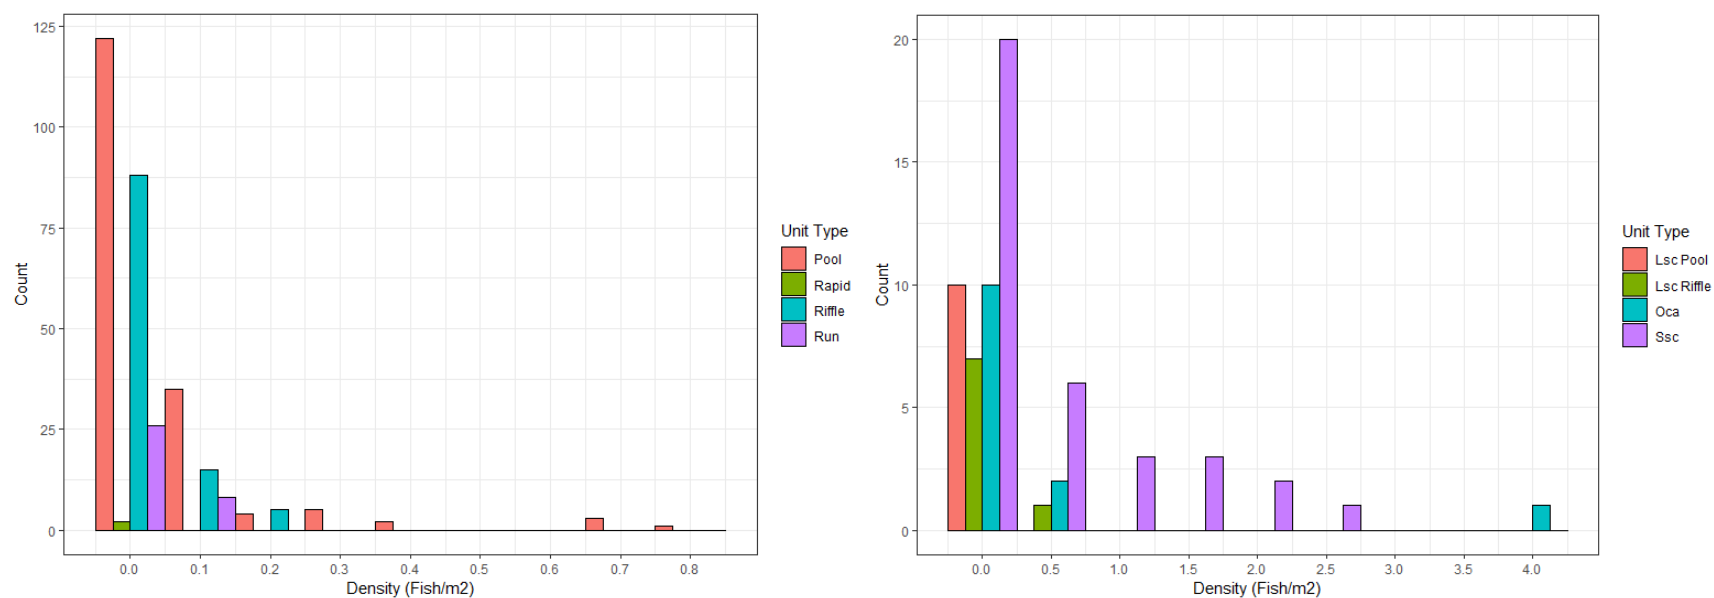 125
100
75
50
25
0
Count
0.0 0.1 0.2 0.3 0.4 0.5 0.6 0.7 0.8
Density (Fish/m2)
Unit Type
Pool
Rapid
Riffle
Run
20
15
10
5
0
Count
0.0 0.5 1.0 1.5 2.0 2.5 3.0 3.5 4.0
Density (Fish/m2)
Unit Type
Lsc Pool
Lsc Riffle
Oca
Ssc